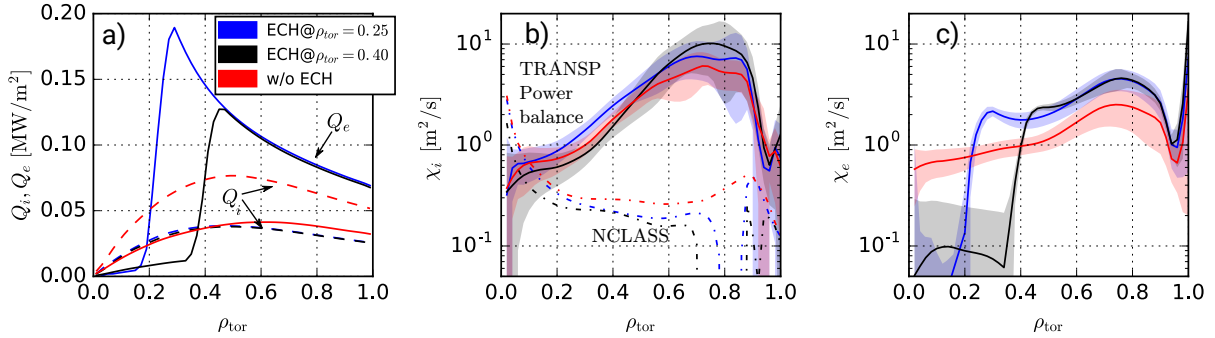 a)
ECH@ρtor = 0.25
ECH@ρtor = 0.40
w/o ECH
Qe
Qi
Qi, Qe [MW/m²]
0.20
0.15
0.10
0.05
0.00
0.0 0.2 0.4 0.6 0.8 1.0
ρtor
b)
TRANSP
Power
balance
NCLASS
χi [m²/s]
10¹
10⁰
10⁻¹
0.0 0.2 0.4 0.6 0.8 1.0
ρtor
c)
χe [m²/s]
10¹
10⁰
10⁻¹
0.0 0.2 0.4 0.6 0.8 1.0
ρtor